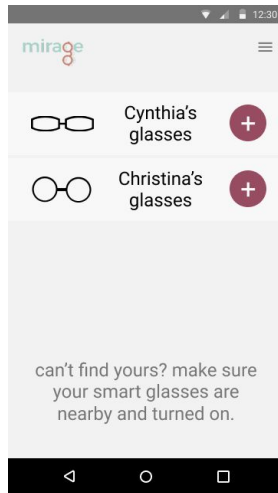 12:30
mirage
Cynthia's
glasses
Christina's
glasses
can't find yours? make sure
your smart glasses are
nearby and turned on.